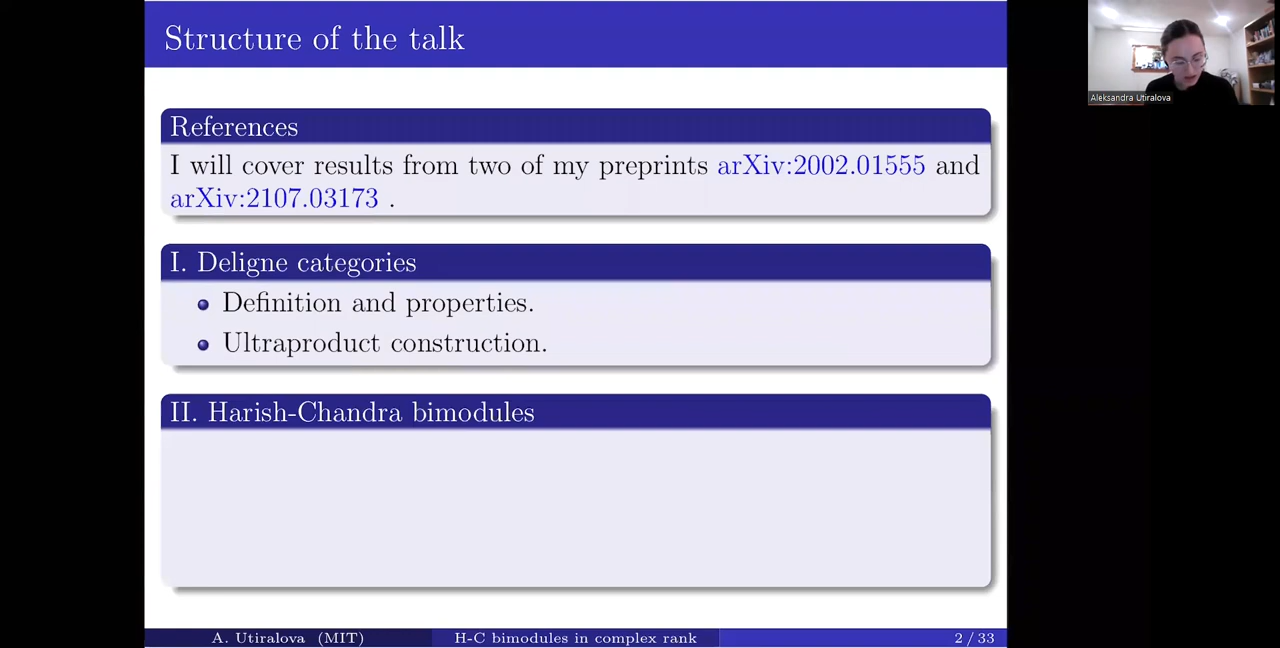 Structure of the talk
References
I will cover results from two of my preprints arXiv:2002.01555 and
arXiv:2107.03173 .
I. Deligne categories
Definition and properties.
Ultraproduct construction.
II. Harish-Chandra bimodules
A. Utiralova (MIT)
H-C bimodules in complex rank
2 / 33
Aleksandra Utiralova